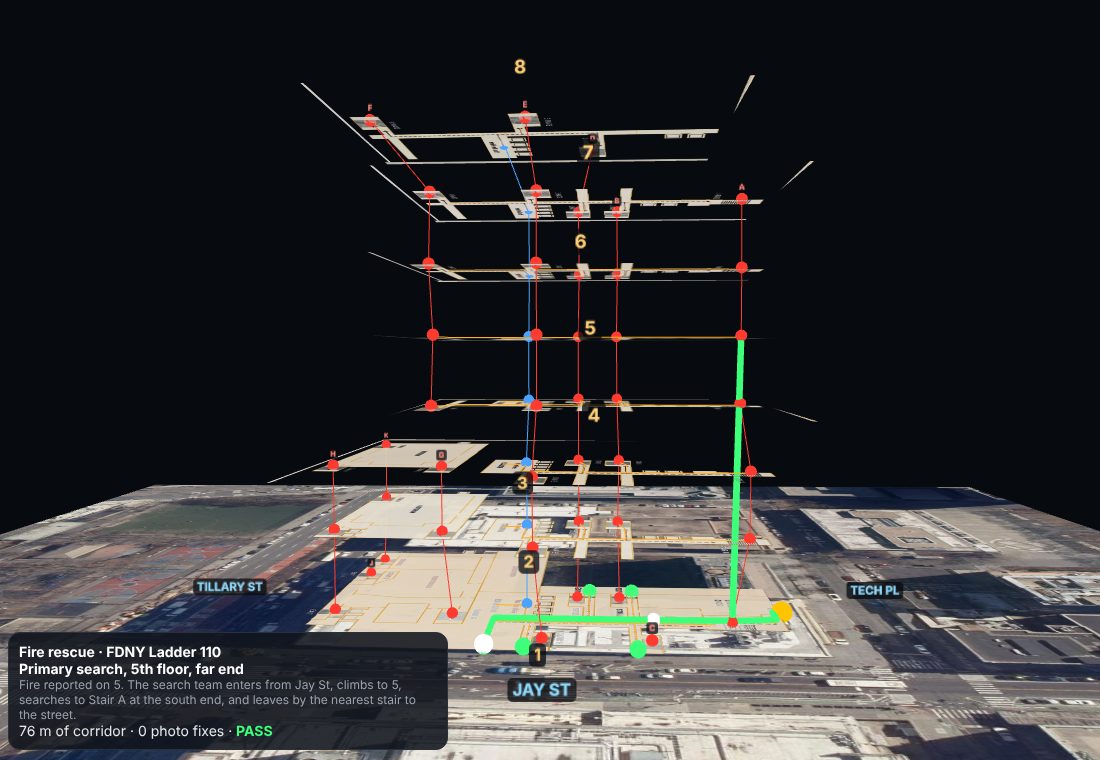 8
F
E
7
A
B
6
5
4
K
H
G
3
2
J
TILLARY ST
TECH PL
1
JAY ST
Fire rescue · FDNY Ladder 110
Primary search, 5th floor, far end
Fire reported on 5. The search team enters from Jay St, climbs to 5,
searches to Stair A at the south end, and leaves by the nearest stair to
the street.
76 m of corridor · 0 photo fixes · PASS